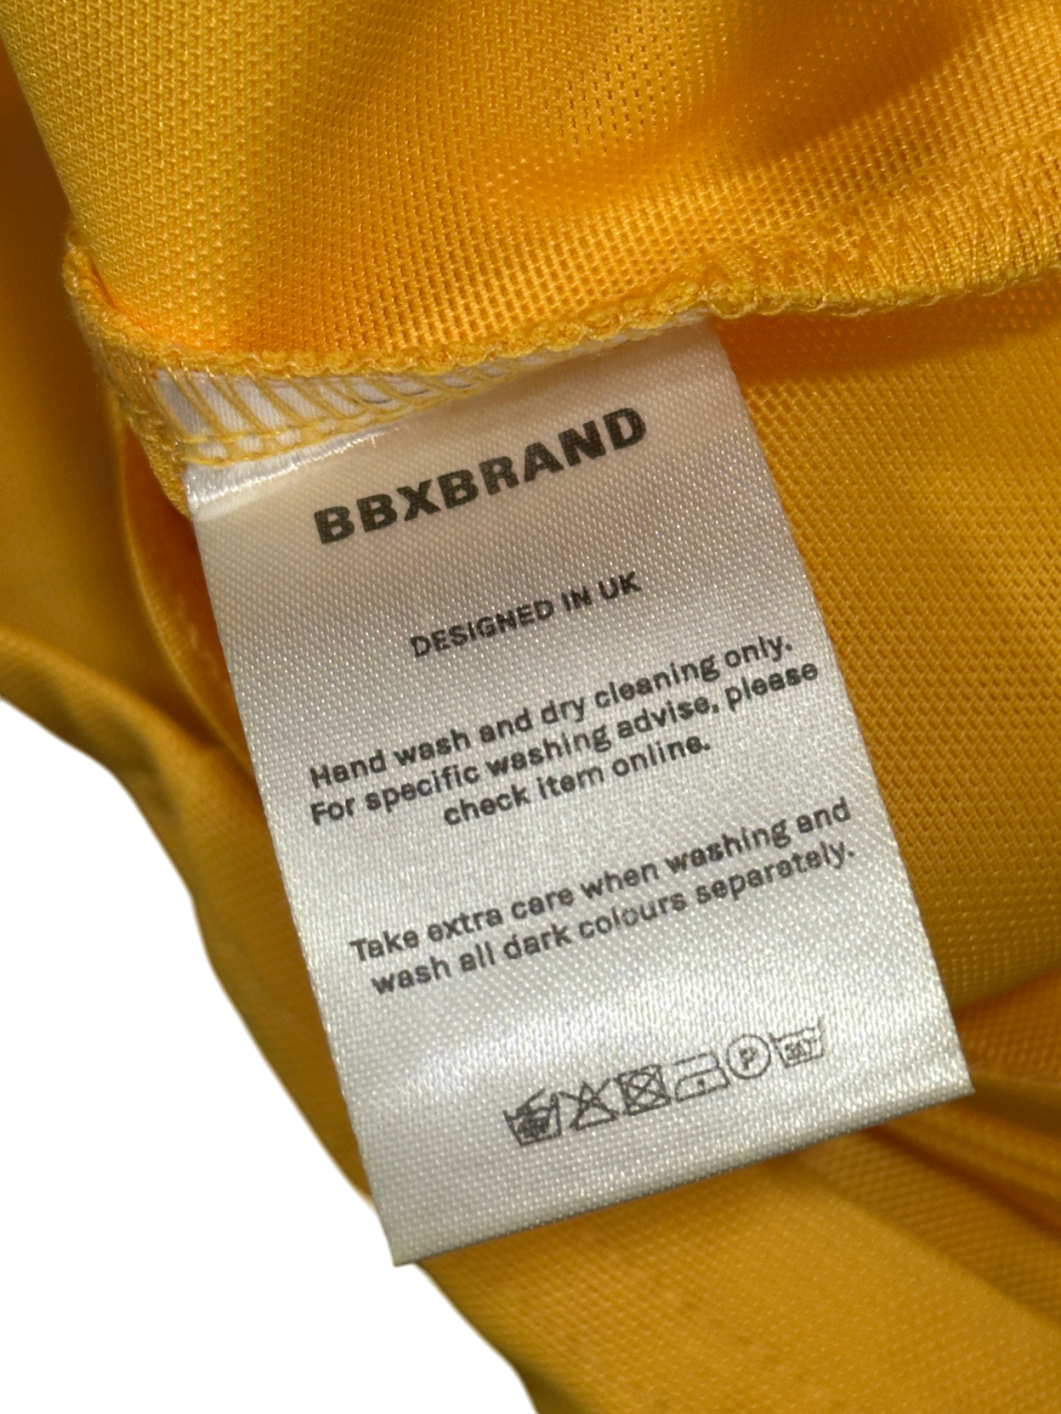 BBXBRAND
DESIGNED IN UK
Hand wash and dry cleaning only.
For specific washing advise, please
check item online.
Take extra care when washing and
wash all dark colours separately.
P 30